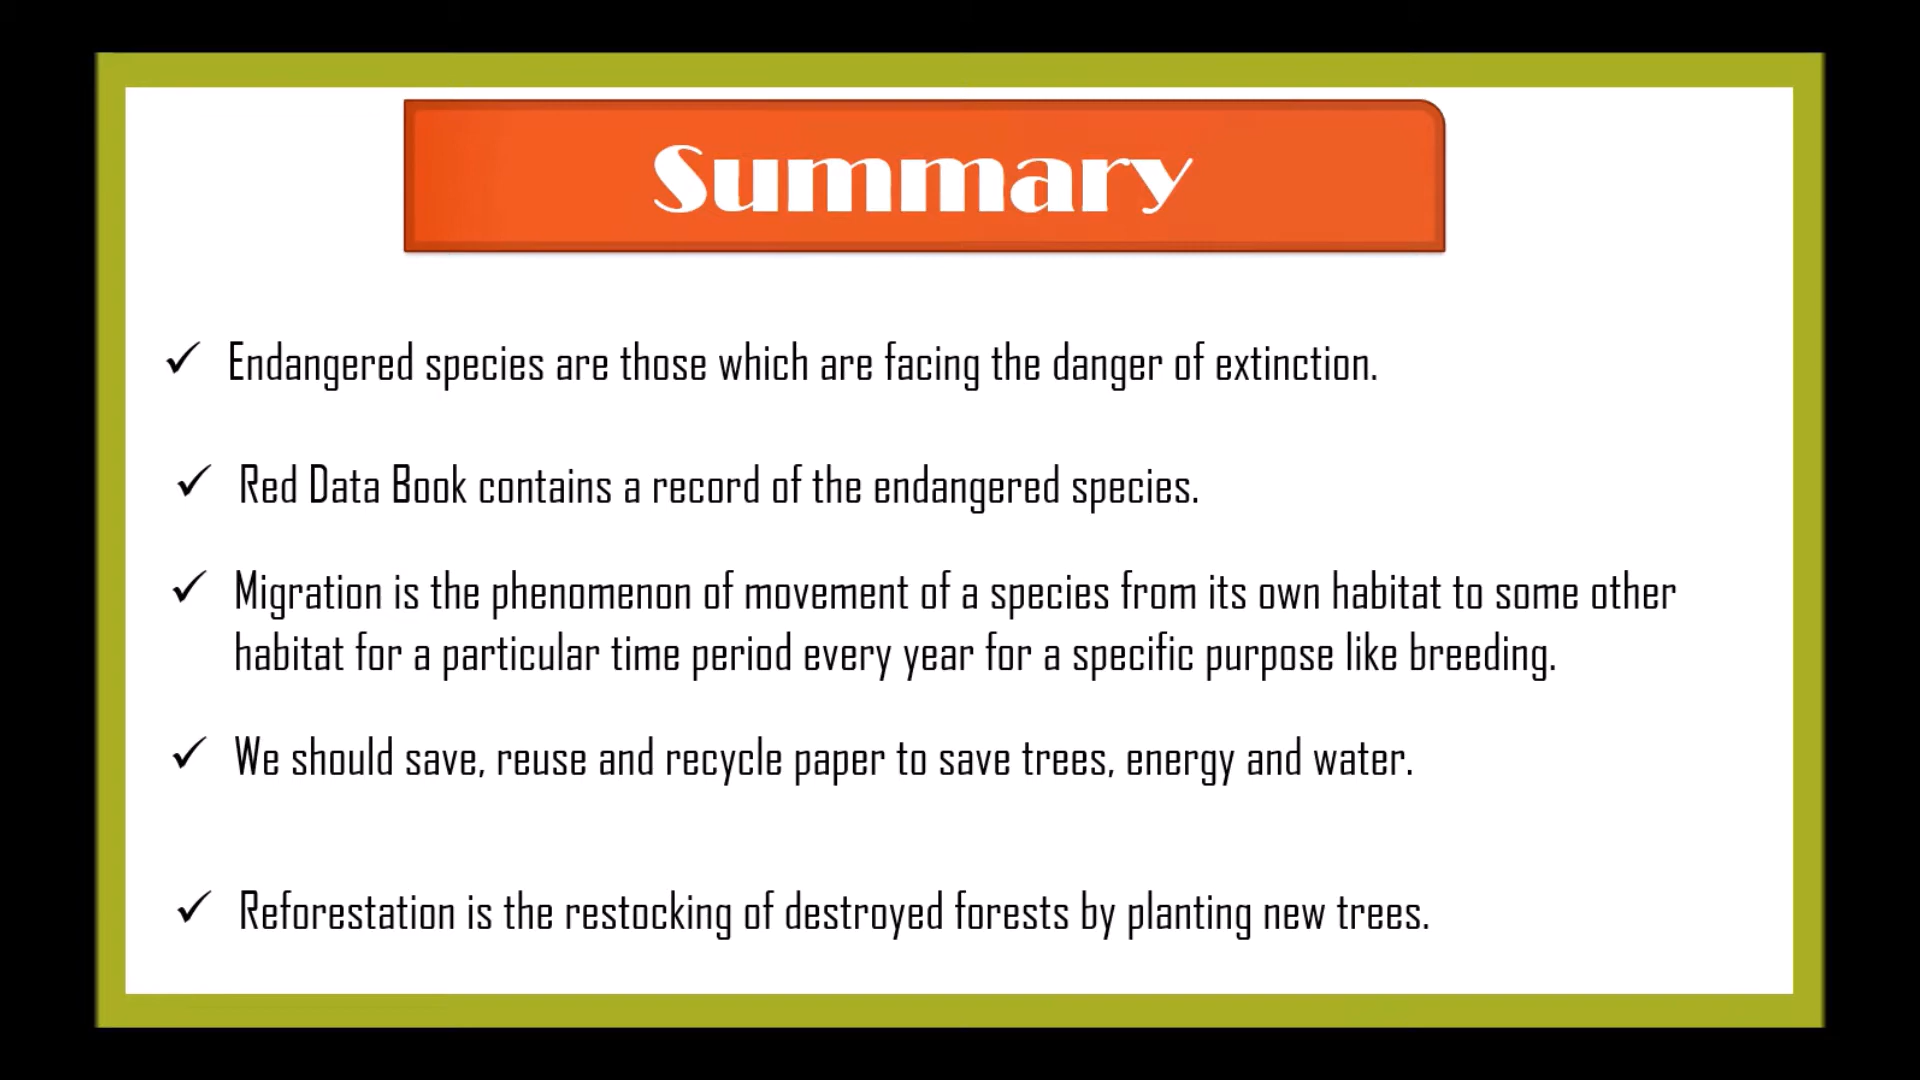 Summary
✓ Endangered species are those which are facing the danger of extinction.
✓ Red Data Book contains a record of the endangered species.
✓ Migration is the phenomenon of movement of a species from its own habitat to some other
habitat for a particular time period every year for a specific purpose like breeding.
✓ We should save, reuse and recycle paper to save trees, energy and water.
✓ Reforestation is the restocking of destroyed forests by planting new trees.